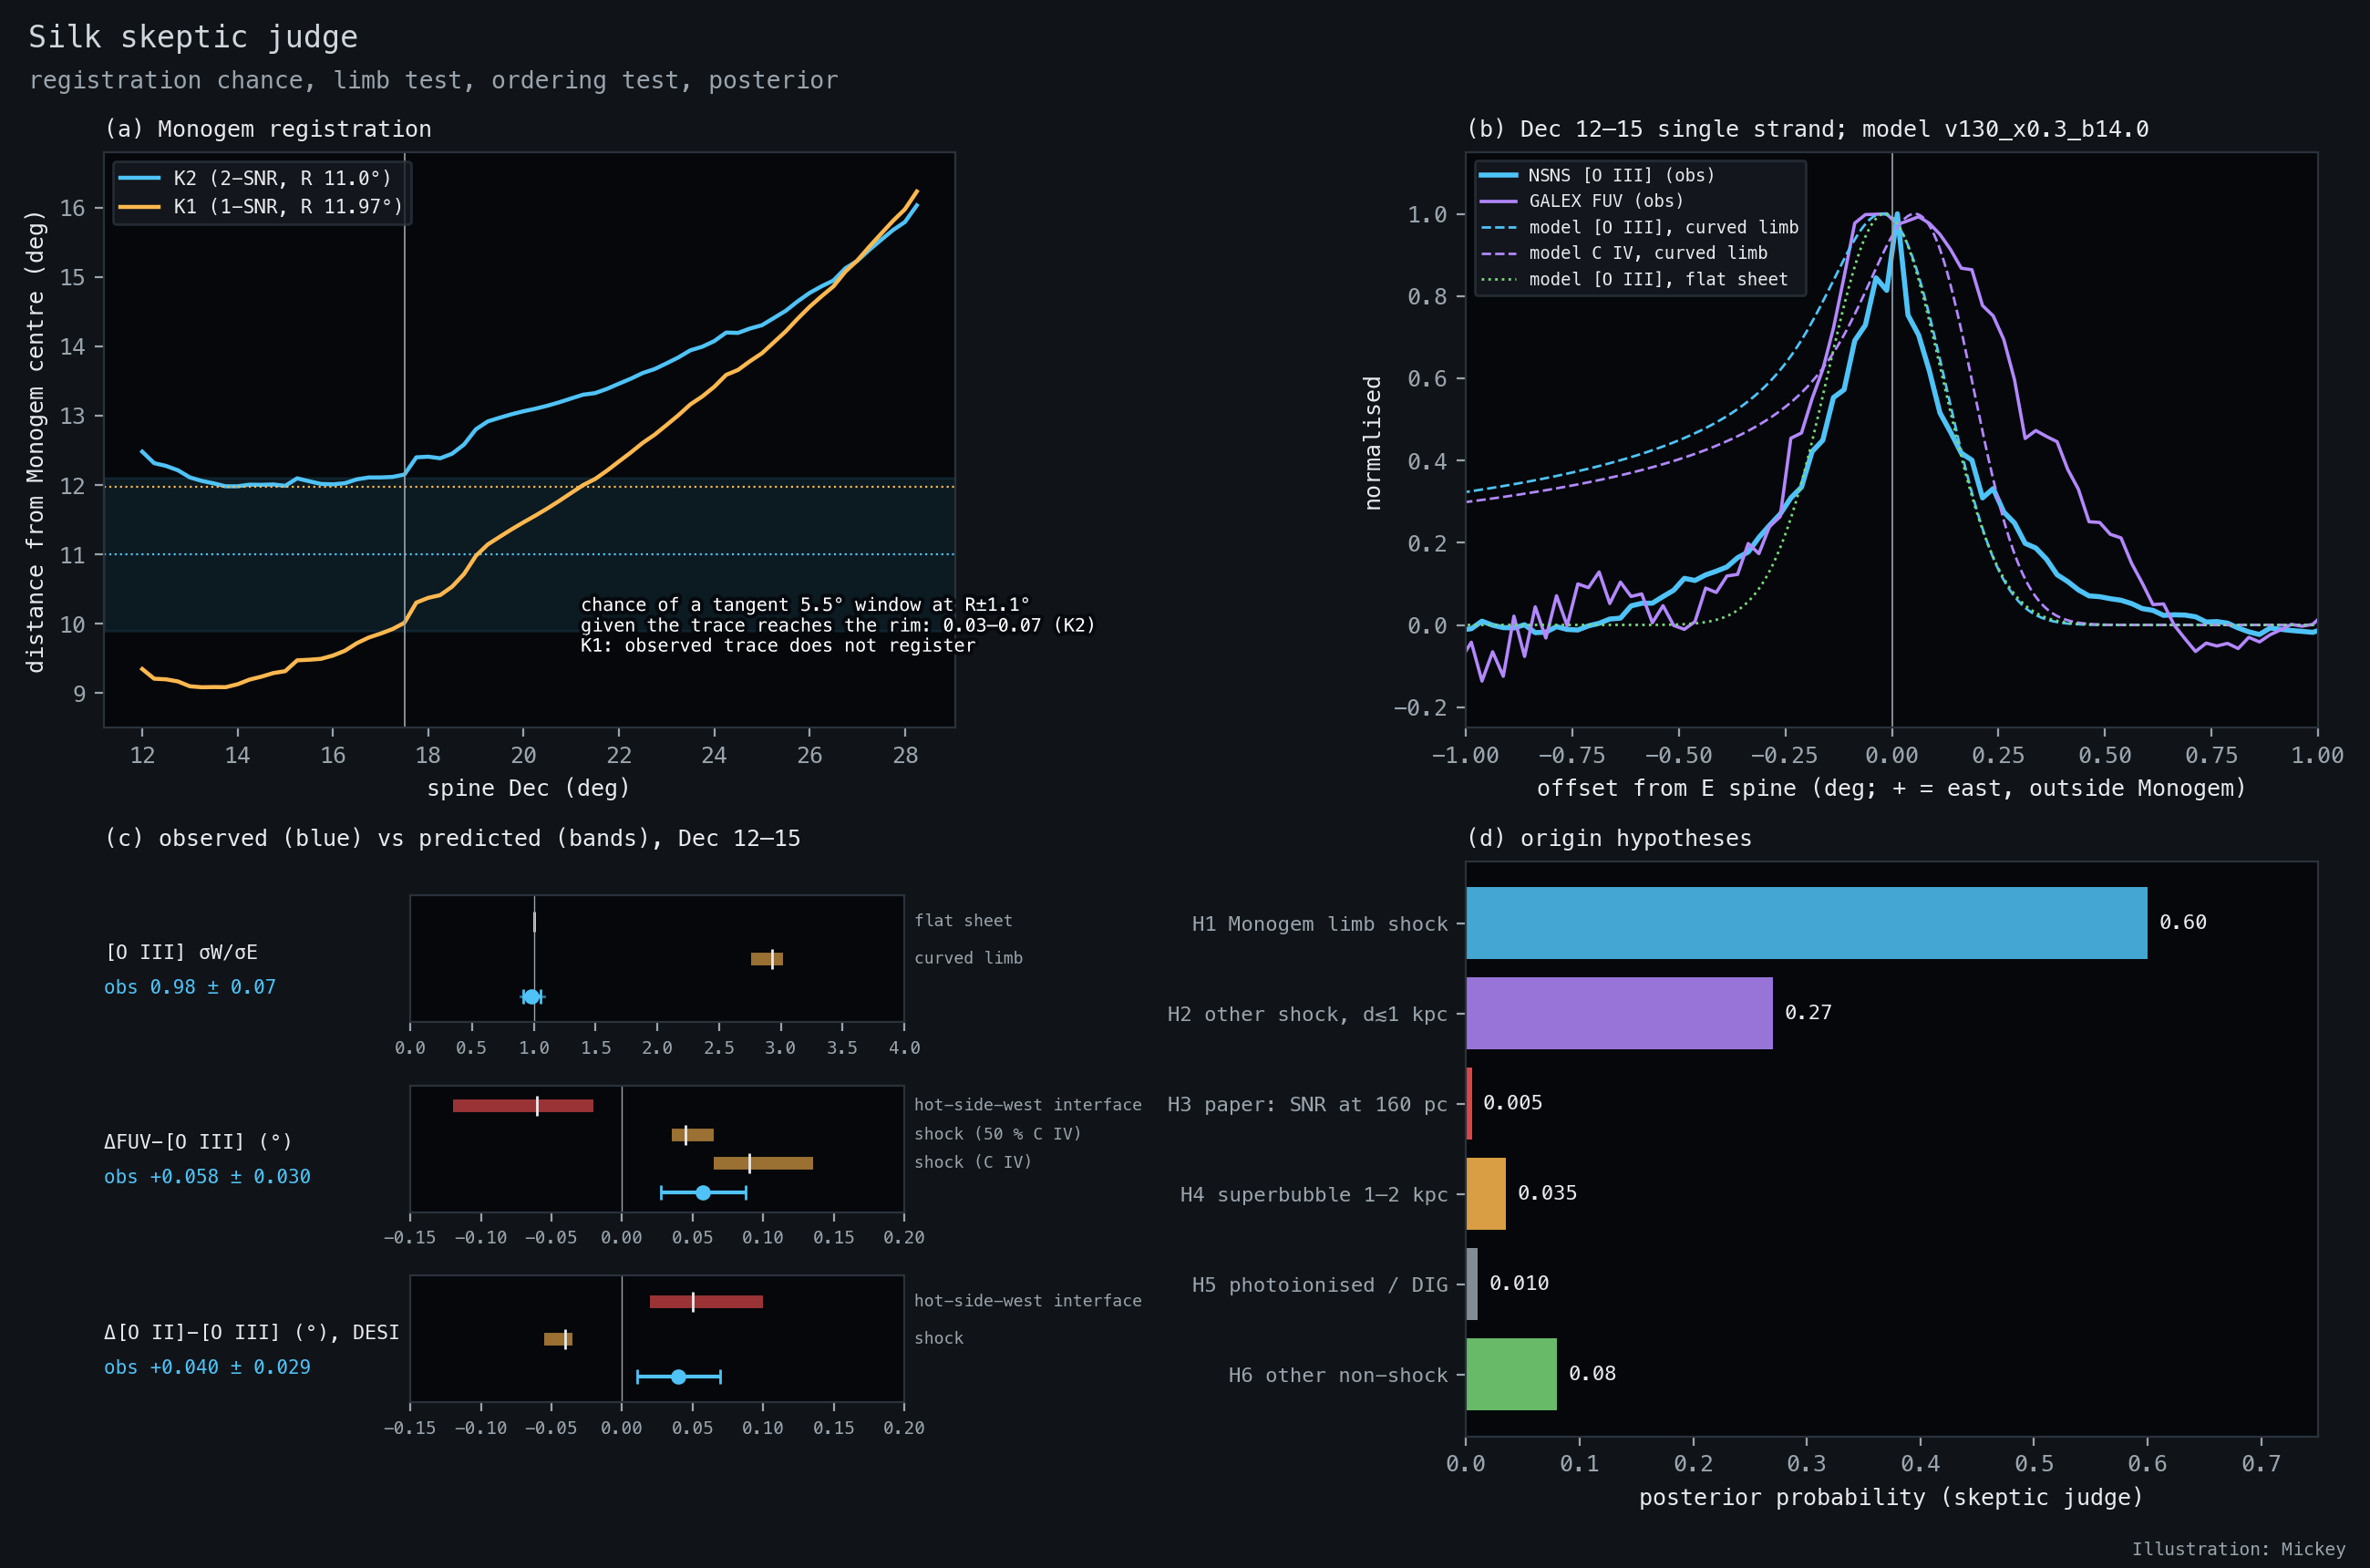 Silk skeptic judge
registration chance, limb test, ordering test, posterior
(a) Monogem registration
K2 (2−SNR, R 11.0°)
K1 (1−SNR, R 11.97°)
distance from Monogem centre (deg)
16
15
14
13
12
11
10
9
chance of a tangent 5.5° window at R±1.1°
given the trace reaches the rim: 0.03−0.07 (K2)
K1: observed trace does not register
12 14 16 18 20 22 24 26 28
spine Dec (deg)
(b) Dec 12−15 single strand; model v130_x0.3_b14.0
NSNS [O III] (obs)
GALEX FUV (obs)
model [O III], curved limb
model C IV, curved limb
model [O III], flat sheet
normalised
1.0
0.8
0.6
0.4
0.2
0.0
−0.2
−1.00 −0.75 −0.50 −0.25 0.00 0.25 0.50 0.75 1.00
offset from E spine (deg; + = east, outside Monogem)
(c) observed (blue) vs predicted (bands), Dec 12−15
[O III] σW/σE
obs 0.98 ± 0.07
flat sheet
curved limb
0.0 0.5 1.0 1.5 2.0 2.5 3.0 3.5 4.0
ΔFUV−[O III] (°)
obs +0.058 ± 0.030
hot−side−west interface
shock (50 % C IV)
shock (C IV)
−0.15 −0.10 −0.05 0.00 0.05 0.10 0.15 0.20
Δ[O II]−[O III] (°), DESI
obs +0.040 ± 0.029
hot−side−west interface
shock
−0.15 −0.10 −0.05 0.00 0.05 0.10 0.15 0.20
(d) origin hypotheses
H1 Monogem limb shock 0.60
H2 other shock, d≤1 kpc 0.27
H3 paper: SNR at 160 pc 0.005
H4 superbubble 1−2 kpc 0.035
H5 photoionised / DIG 0.010
H6 other non−shock 0.08
0.0 0.1 0.2 0.3 0.4 0.5 0.6 0.7
posterior probability (skeptic judge)
Illustration: Mickey